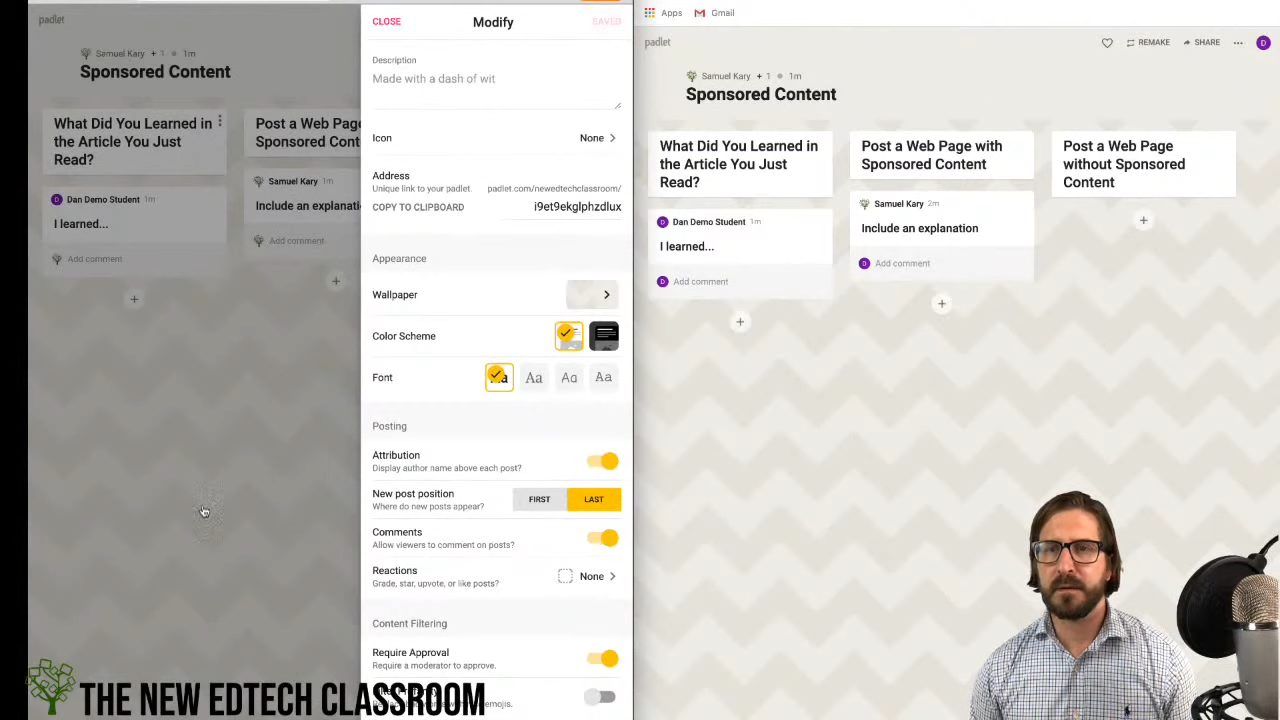 padlet
Samuel Kary + 1 1m
Sponsored Content
What Did You Learned in
the Article You Just
Read?
Dan Demo Student 1m
I learned...
Add comment
Post a Web Page
Sponsored Cont
Samuel Kary 1m
Include an explanati
Add comment
CLOSE
Modify
SAVED
Description
Made with a dash of wit
Icon
None
Address
Unique link to your padlet.
padlet.com/newedtechclassroom/
COPY TO CLIPBOARD
i9et9ekglphzdlux
Appearance
Wallpaper
Color Scheme
Font
Aa Aa Aa
Posting
Attribution
Display author name above each post?
New post position
Where do new posts appear?
FIRST LAST
Comments
Allow viewers to comment on posts?
Reactions
Grade, star, upvote, or like posts?
None
Content Filtering
Require Approval
Require a moderator to approve.
emojis.
THE NEW EDTECH CLASSROOM
Apps Gmail
padlet
REMAKE SHARE
D
Samuel Kary + 1 1m
Sponsored Content
What Did You Learned in
the Article You Just
Read?
D Dan Demo Student 1m
I learned...
D Add comment
Post a Web Page with
Sponsored Content
Samuel Kary 2m
Include an explanation
D Add comment
Post a Web Page
without Sponsored
Content